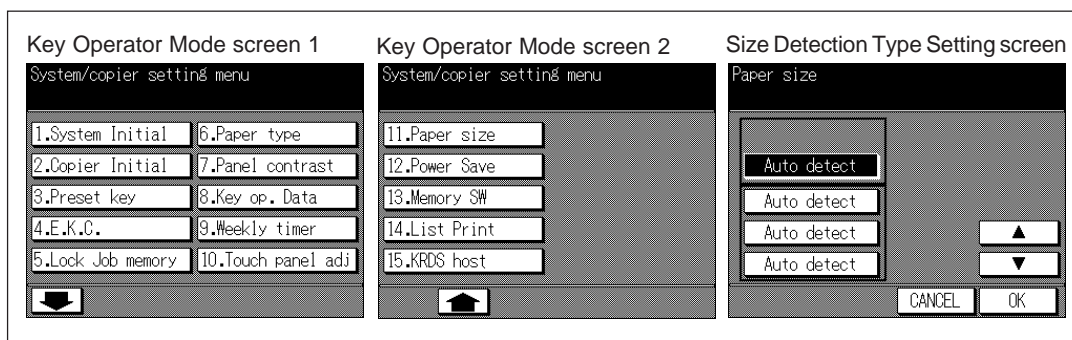 Key Operator Mode screen 1
System/copier setting menu
1.System Initial
6.Paper type
2.Copier Initial
7.Panel contrast
3.Preset key
8.Key op. Data
4.E.K.C.
9.Weekly timer
5.Lock Job memory
10.Touch panel adj
Key Operator Mode screen 2
System/copier setting menu
11.Paper size
12.Power Save
13.Memory SW
14.List Print
15.KRDS host
Size Detection Type Setting screen
Paper size
Auto detect
Auto detect
Auto detect
Auto detect
CANCEL
OK